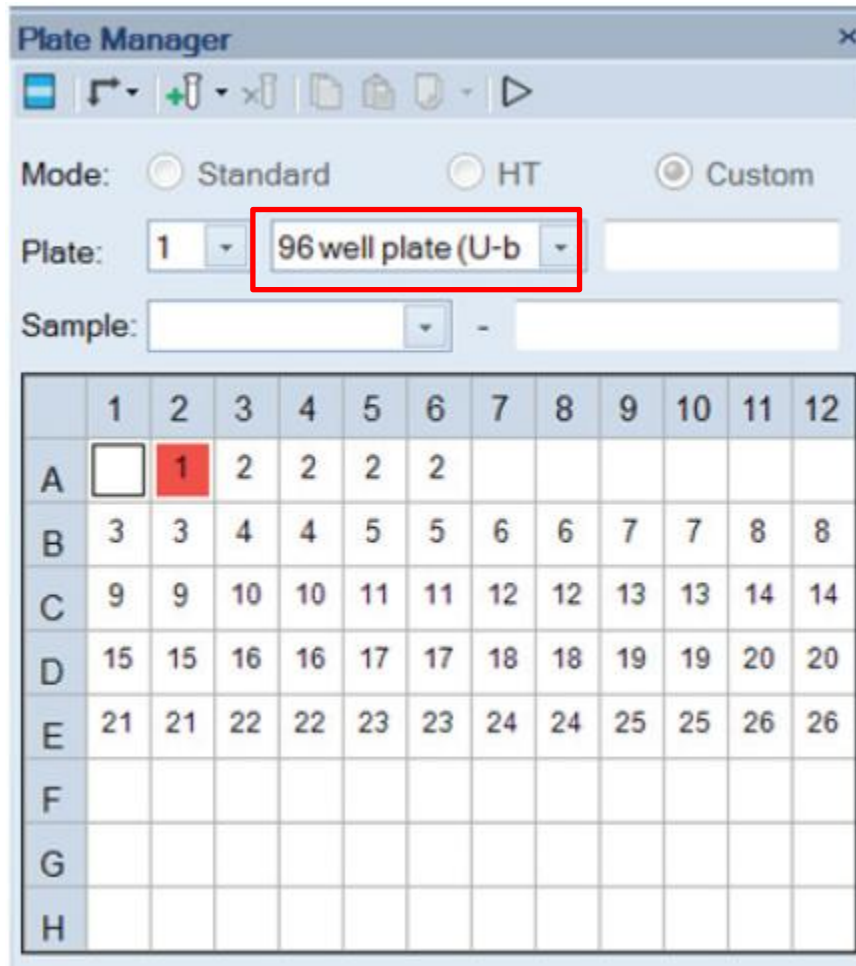 Plate Manager
Mode: Standard HT Custom
Plate: 1 96 well plate (U-b
Sample: -
1 2 3 4 5 6 7 8 9 10 11 12
A 1 2 2 2 2
B 3 3 4 4 5 5 6 6 7 7 8 8
C 9 9 10 10 11 11 12 12 13 13 14 14
D 15 15 16 16 17 17 18 18 19 19 20 20
E 21 21 22 22 23 23 24 24 25 25 26 26
F
G
H